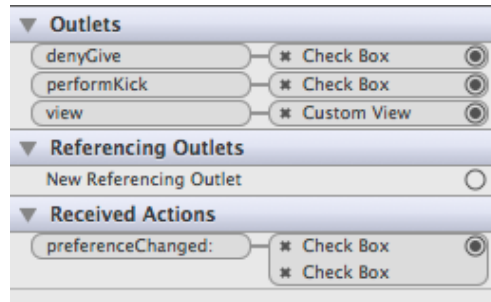 Outlets
denyGive Check Box
performKick Check Box
view Custom View
Referencing Outlets
New Referencing Outlet
Received Actions
preferenceChanged: Check Box
Check Box